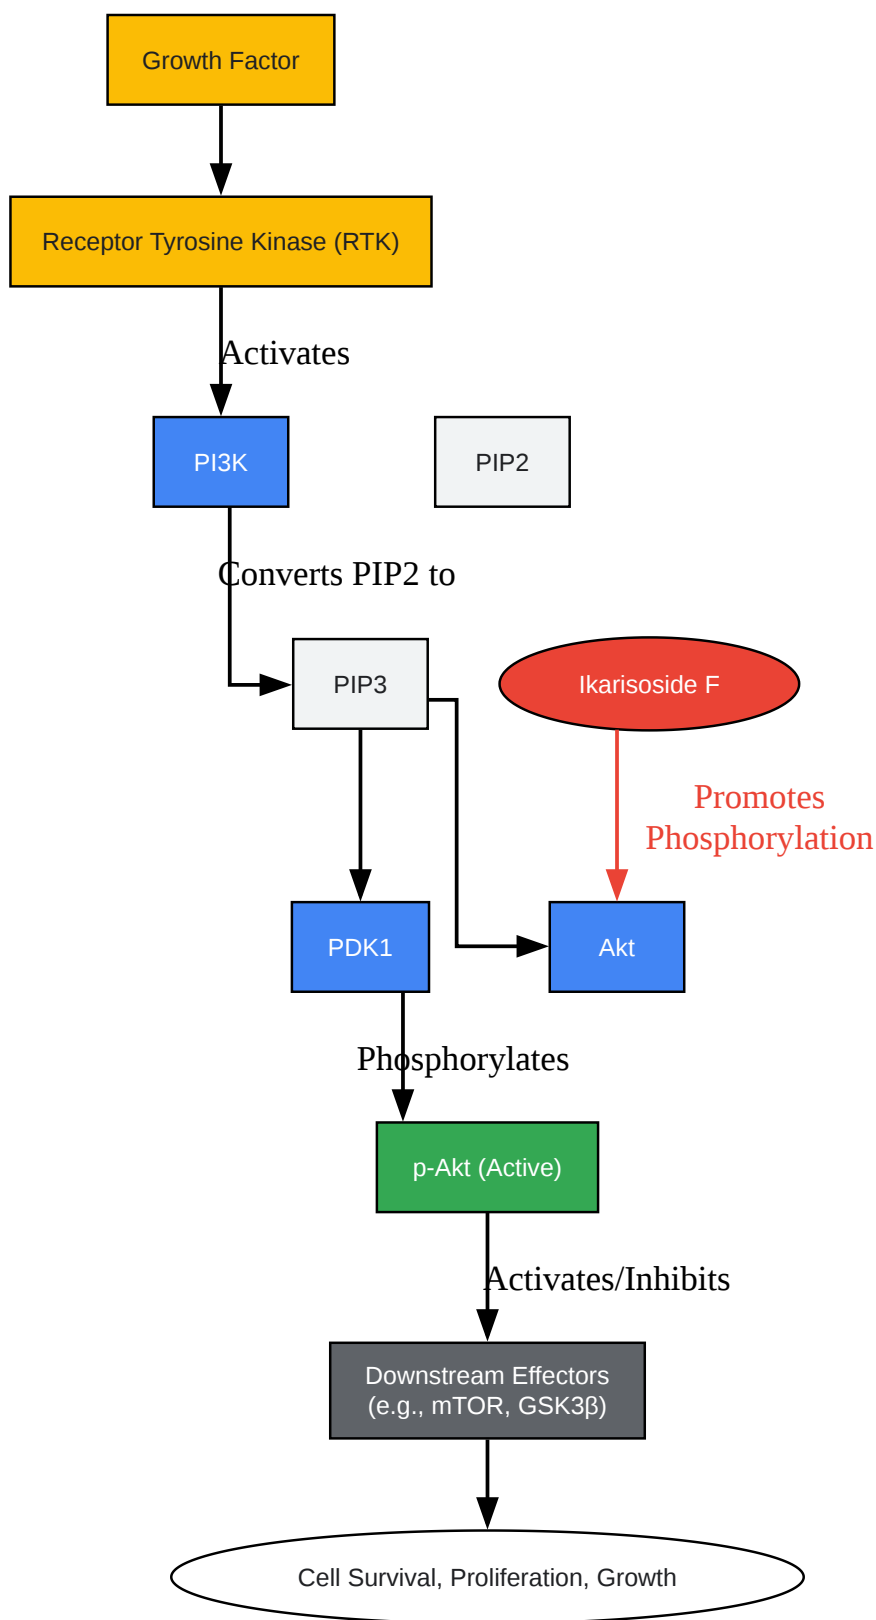 Growth Factor
Receptor Tyrosine Kinase (RTK)
Activates
PI3K
PIP2
Converts PIP2 to
PIP3
Ikarisoside F
Promotes
Phosphorylation
PDK1
Akt
Phosphorylates
p-Akt (Active)
Activates/Inhibits
Downstream Effectors
(e.g., mTOR, GSK3β)
Cell Survival, Proliferation, Growth